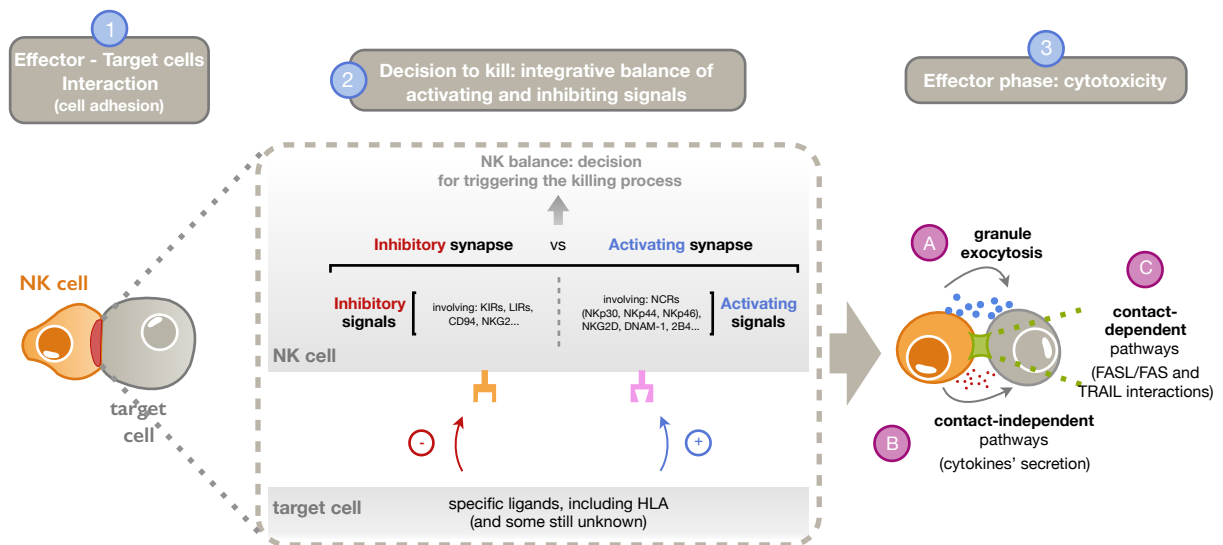 1
Effector - Target cells
Interaction
(cell adhesion)
2
Decision to kill: integrative balance of
activating and inhibiting signals
3
Effector phase: cytotoxicity
NK cell
target
cell
NK balance: decision
for triggering the killing process
Inhibitory synapse vs Activating synapse
Inhibitory
signals
involving: KIRs, LIRs,
CD94, NKG2...
involving: NCRs
(NKp30, NKp44, NKp46),
NKG2D, DNAM-1, 2B4...
Activating
signals
NK cell
-
+
target cell
specific ligands, including HLA
(and some still unknown)
A
granule
exocytosis
C
contact-
dependent
pathways
(FASL/FAS and
TRAIL interactions)
B
contact-independent
pathways
(cytokines' secretion)